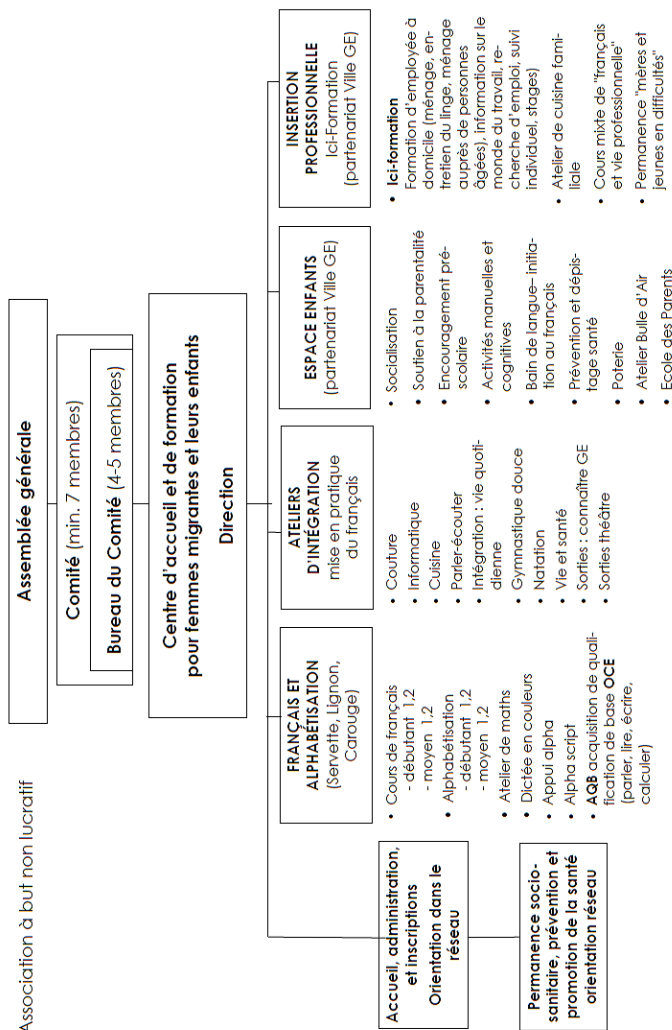 Association à but non lucratif
Assemblée générale
Comité (min. 7 membres)
Bureau du Comité (4-5 membres)
Centre d'accueil et de formation
pour femmes migrantes et leurs enfants
Direction
Accueil, administration,
et inscriptions
Orientation dans le
réseau
Permanence socio-
sanitaire, prévention et
promotion de la santé
orientation réseau
FRANÇAIS ET
ALPHABÉTISATION
(Servette, Lignon,
Carouge)
• Cours de français
- débutant 1,2
- moyen 1,2
• Alphabétisation
- débutant 1,2
- moyen 1,2
• Atelier de maths
• Dictée en couleurs
• Appui alpha
• Alpha script
• AQB acquisition de quali-
fication de base OCE
(parler, lire, écrire,
calculer)
ATELIERS
D'INTÉGRATION
mise en pratique
du français
• Couture
• Informatique
• Cuisine
• Parler-écouter
• Intégration : vie quoti-
dienne
• Gymnastique douce
• Natation
• Vie et santé
• Sorties : connaître GE
• Sorties théâtre
ESPACE ENFANTS
(partenariat Ville GE)
• Socialisation
• Soutien à la parentalité
• Encouragement pré-
scolaire
• Activités manuelles et
cognitives
• Bain de langue– initia-
tion au français
• Prévention et dépis-
tage santé
• Poterie
• Atelier Bulle d'Air
• Ecole des Parents
INSERTION
PROFESSIONNELLE
Ici-Formation
(partenariat Ville GE)
• Ici-formation
Formation d'employée à
domicile (ménage, en-
tretien du linge, ménage
auprès de personnes
âgées), information sur le
monde du travail, re-
cherche d'emploi, suivi
individuel, stages)
• Atelier de cuisine fami-
liale
• Cours mixte de "français
et vie professionnelle"
• Permanence "mères et
jeunes en difficultés"